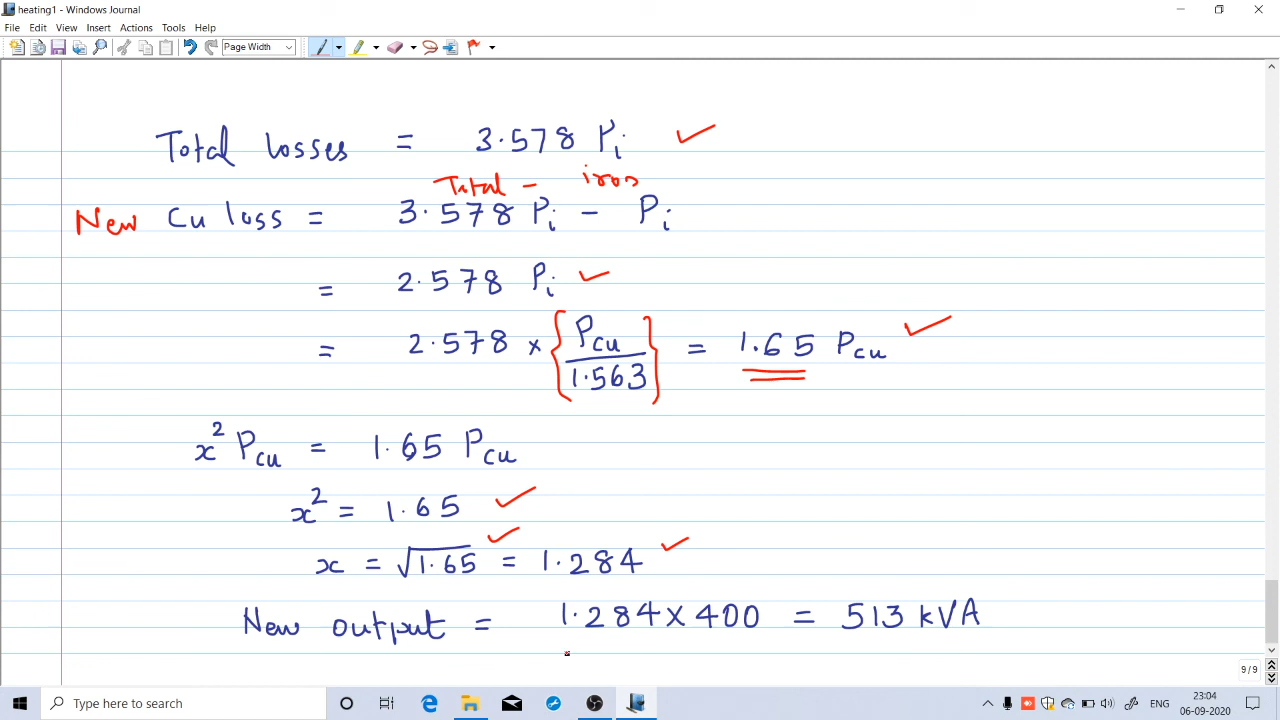 heating1 - Windows Journal
File Edit View Insert Actions Tools Help
Page Width
Total losses = 3.578 Pi ✓
Total - iron
New Cu loss = 3.578 Pi - Pi
= 2.578 Pi ✓
= 2.578 × {Pcu / 1.563} = 1.65 Pcu ✓
x² Pcu = 1.65 Pcu
x² = 1.65 ✓
x = √1.65 ✓ = 1.284 ✓
New output = 1.284 × 400 = 513 kVA
9/9
Type here to search
ENG
23:04
06-09-2020